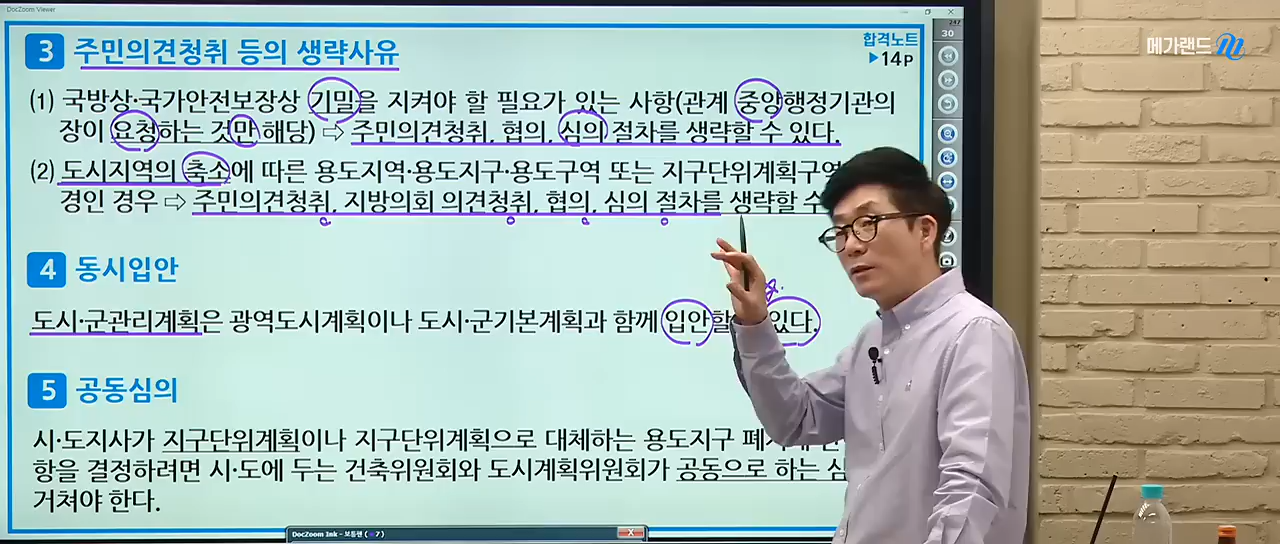 DocZoom Viewer
메가랜드
3 주민의견청취 등의 생략사유
합격노트
▶14P
30
(1) 국방상·국가안전보장상 기밀을 지켜야 할 필요가 있는 사항(관계 중앙행정기관의
장이 요청하는 것만 해당) ⇨ 주민의견청취, 협의, 심의 절차를 생략할 수 있다.
(2) 도시지역의 축소에 따른 용도지역·용도지구·용도구역 또는 지구단위계획구역
경인 경우 ⇨ 주민의견청취, 지방의회 의견청취, 협의, 심의 절차를 생략할 수
4 동시입안
도시·군관리계획은 광역도시계획이나 도시·군기본계획과 함께 입안할 있다.
5 공동심의
시·도지사가 지구단위계획이나 지구단위계획으로 대체하는 용도지구 폐지에
항을 결정하려면 시·도에 두는 건축위원회와 도시계획위원회가 공동으로 하는 심
거쳐야 한다.
DocZoom Ink - 보통펜 ( 7 )